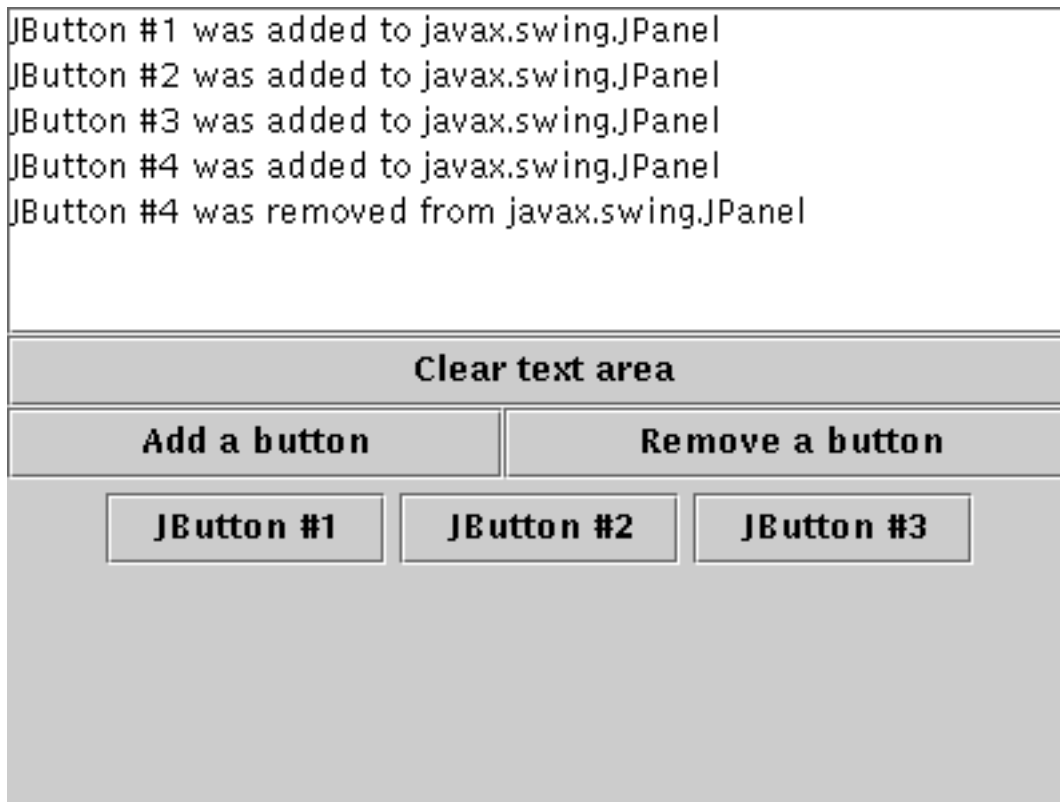 JButton #1 was added to javax.swing.JPanel
JButton #2 was added to javax.swing.JPanel
JButton #3 was added to javax.swing.JPanel
JButton #4 was added to javax.swing.JPanel
JButton #4 was removed from javax.swing.JPanel
Clear text area
Add a button Remove a button
JButton #1 JButton #2 JButton #3